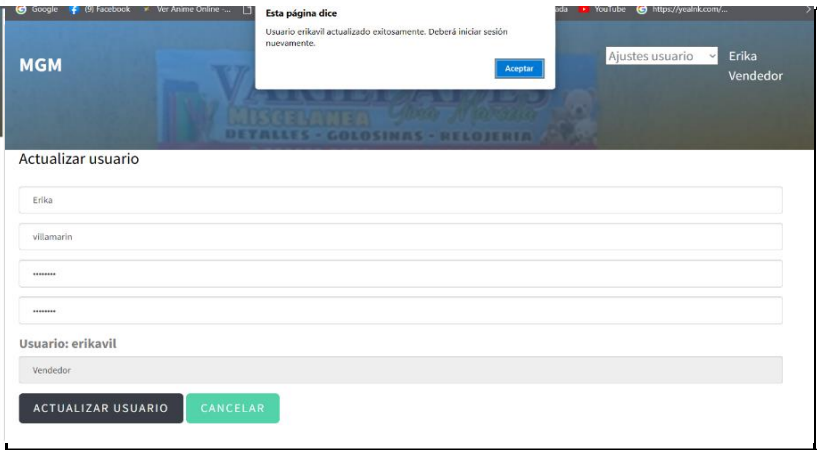 Google (9) Facebook Ver Anime Online -... YouTube https://yealnk.com/...
Esta página dice
Usuario erikavil actualizado exitosamente. Deberá iniciar sesión
nuevamente.
Aceptar
MGM
Ajustes usuario
Erika
Vendedor
VARIEDADES
MISCELANEA
DETALLES - GOLOSINAS - RELOJERIA
Actualizar usuario
Erika
villamarin
••••••••
••••••••
Usuario: erikavil
Vendedor
ACTUALIZAR USUARIO CANCELAR